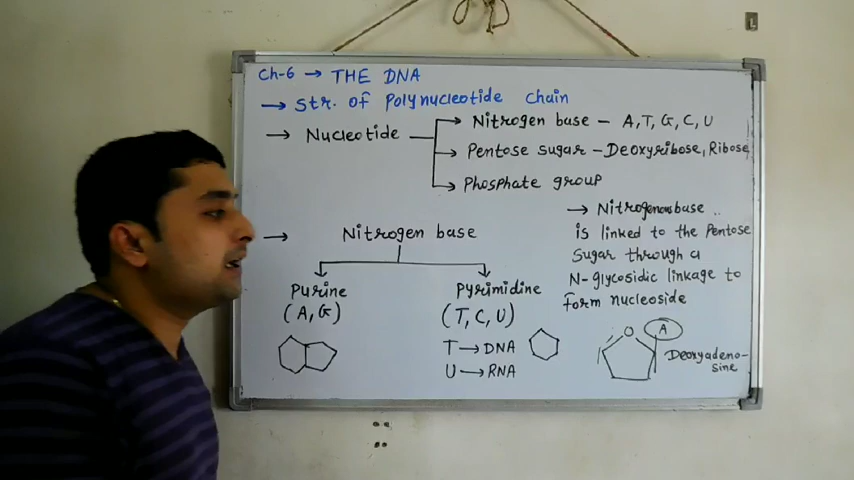 Ch-6 → THE DNA
→ Str. of Polynucleotide Chain
→ Nucleotide
→ Nitrogen base – A, T, G, C, U
→ Pentose sugar – Deoxyribose, Ribose
→ Phosphate group
→ Nitrogen base
Purine
(A, G)
Pyrimidine
(T, C, U)
T → DNA
U → RNA
→ Nitrogenous base
is linked to the Pentose
Sugar through a
N-glycosidic linkage to
form nucleoside
O A
Deoxyadeno-
sine